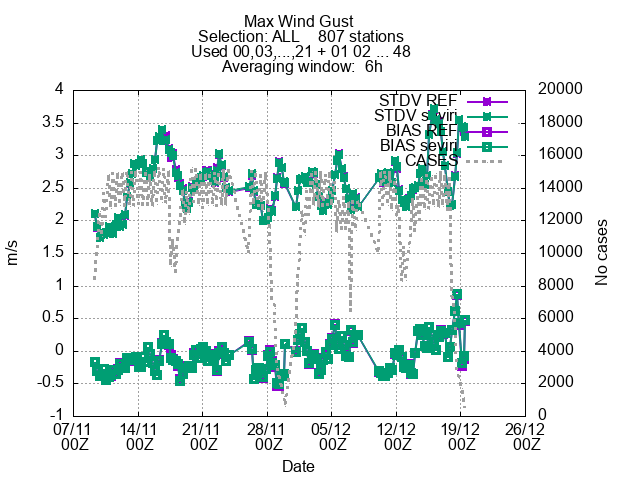 Max Wind Gust
Selection: ALL 807 stations
Used 00,03,...,21 + 01 02 ... 48
Averaging window: 6h
4
3.5
3
2.5
2
1.5
1
0.5
0
-0.5
-1
m/s
STDV REF
STDV seviri
BIAS REF
BIAS seviri
CASES
20000
18000
16000
14000
12000
10000
8000
6000
4000
2000
0
No cases
07/11 14/11 21/11 28/11 05/12 12/12 19/12 26/12
00Z 00Z 00Z 00Z 00Z 00Z 00Z 00Z
Date